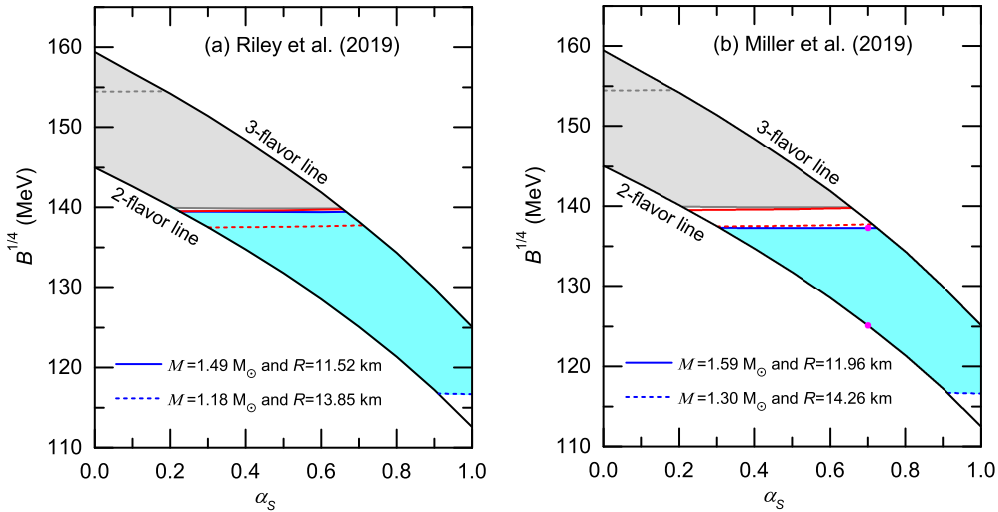 (a) Riley et al. (2019)
3-flavor line
2-flavor line
M=1.49 M☉ and R=11.52 km
M=1.18 M☉ and R=13.85 km
160
150
140
130
120
110
B^1/4 (MeV)
0.0 0.2 0.4 0.6 0.8 1.0
α_S
(b) Miller et al. (2019)
3-flavor line
2-flavor line
M=1.59 M☉ and R=11.96 km
M=1.30 M☉ and R=14.26 km
160
150
140
130
120
110
B^1/4 (MeV)
0.0 0.2 0.4 0.6 0.8 1.0
α_S